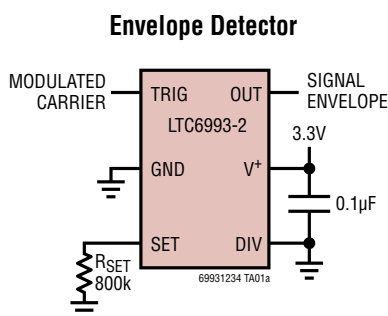 Envelope Detector
MODULATED
CARRIER
TRIG
OUT
SIGNAL
ENVELOPE
LTC6993-2
3.3V
GND
V+
0.1µF
SET
DIV
RSET
800k
69931234 TA01a